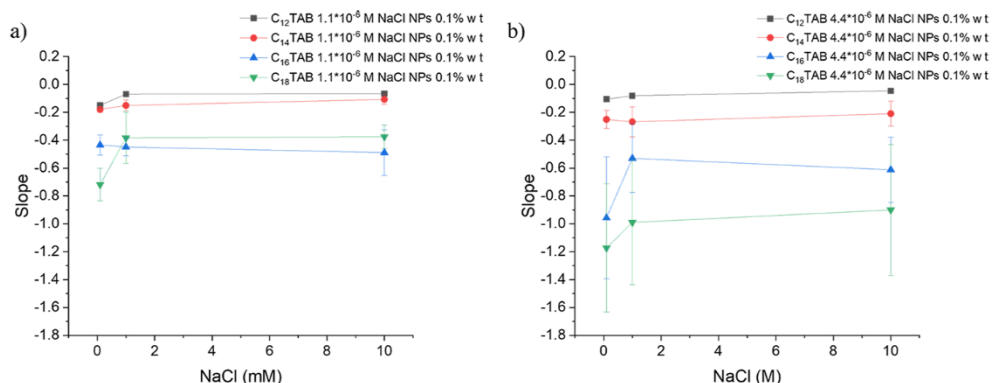 a)
C₁₂TAB 1.1*10⁻⁶ M NaCl NPs 0.1% w t
C₁₄TAB 1.1*10⁻⁶ M NaCl NPs 0.1% w t
C₁₆TAB 1.1*10⁻⁶ M NaCl NPs 0.1% w t
C₁₈TAB 1.1*10⁻⁶ M NaCl NPs 0.1% w t
0.2
0.0
-0.2
-0.4
-0.6
-0.8
-1.0
-1.2
-1.4
-1.6
-1.8
Slope
0 2 4 6 8 10
NaCl (mM)
b)
C₁₂TAB 4.4*10⁻⁶ M NaCl NPs 0.1% w t
C₁₄TAB 4.4*10⁻⁶ M NaCl NPs 0.1% w t
C₁₆TAB 4.4*10⁻⁶ M NaCl NPs 0.1% w t
C₁₈TAB 4.4*10⁻⁶ M NaCl NPs 0.1% w t
0.2
0.0
-0.2
-0.4
-0.6
-0.8
-1.0
-1.2
-1.4
-1.6
-1.8
Slope
0 2 4 6 8 10
NaCl (M)